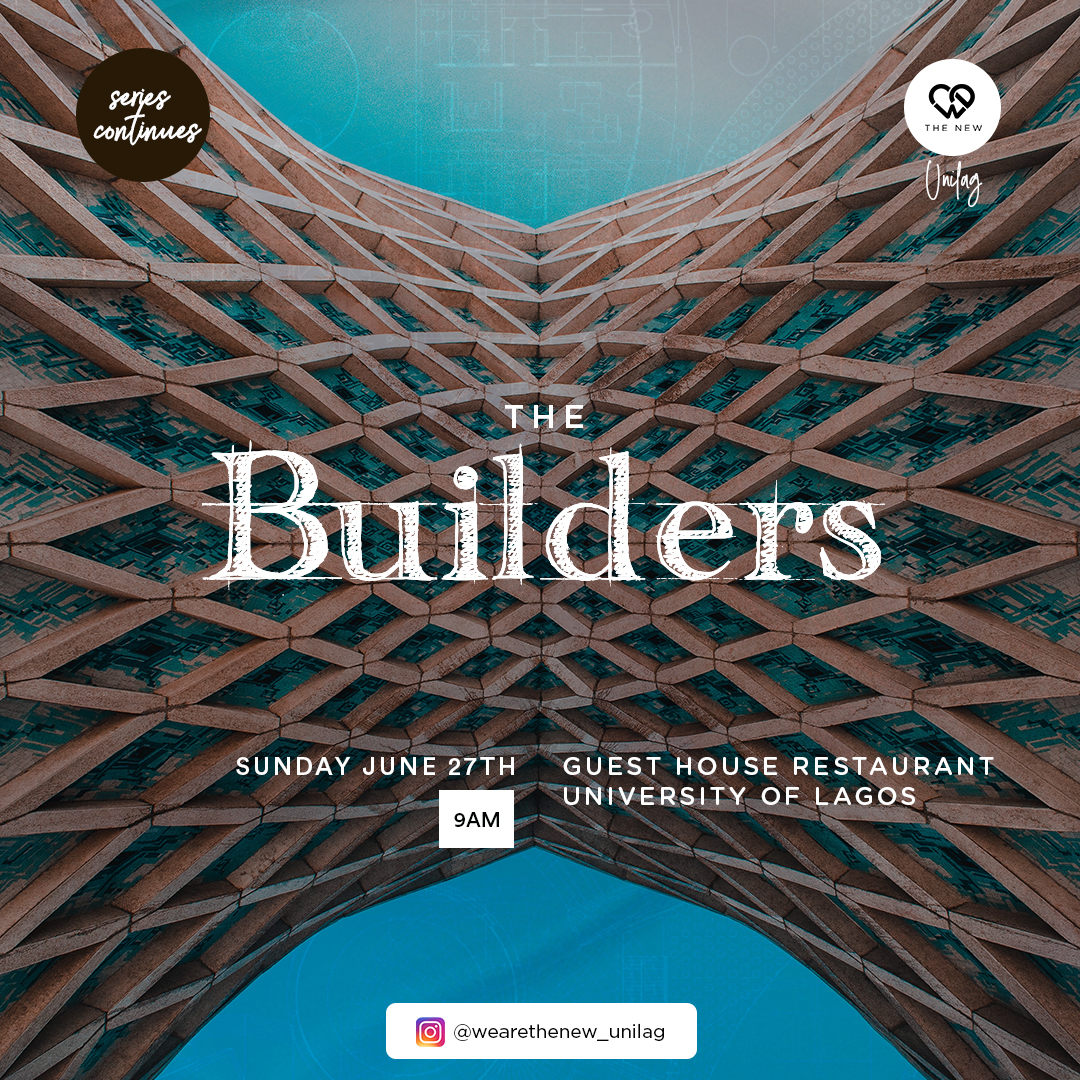 series
continues
THE NEW
Unilag
THE
Builders
SUNDAY JUNE 27TH
9AM
GUEST HOUSE RESTAURANT
UNIVERSITY OF LAGOS
@wearethenew_unilag